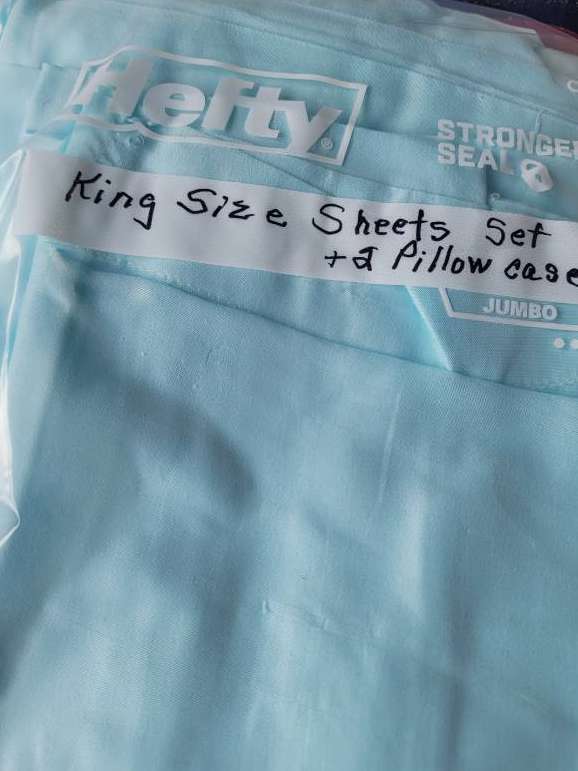 Hefty®
STRONGER
SEAL
King Size Sheets Set
+2 Pillow case
JUMBO